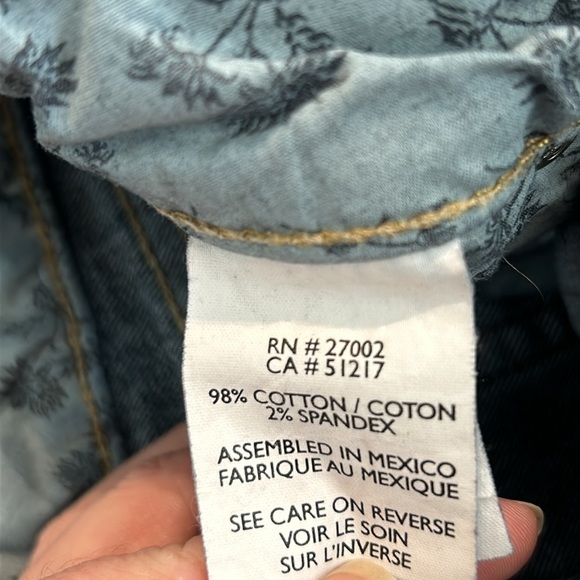 RN # 27002
CA # 51217
98% COTTON / COTON
2% SPANDEX
ASSEMBLED IN MEXICO
FABRIQUE AU MEXIQUE
SEE CARE ON REVERSE
VOIR LE SOIN
SUR L'INVERSE